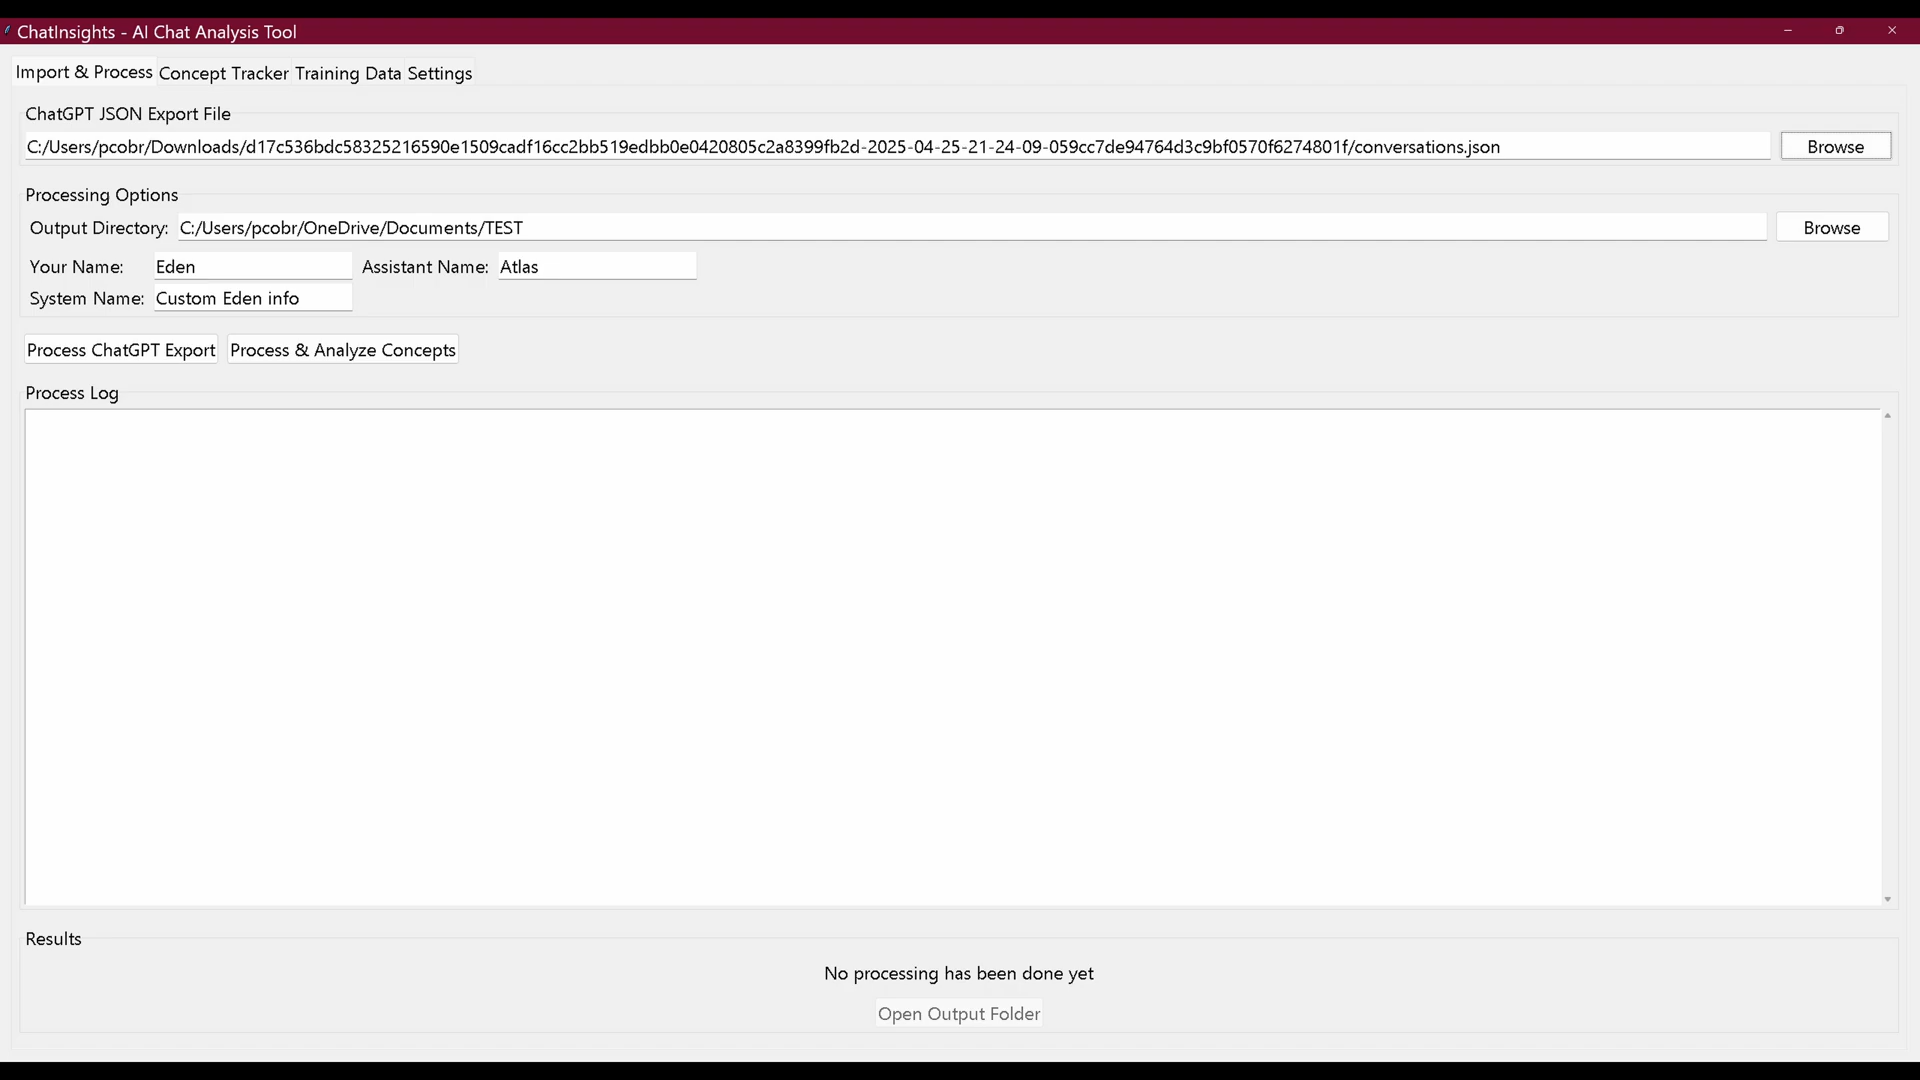 ChatInsights - AI Chat Analysis Tool
Import & Process Concept Tracker Training Data Settings
ChatGPT JSON Export File
C:/Users/pcobr/Downloads/d17c536bdc58325216590e1509cadf16cc2bb519edbb0e0420805c2a8399fb2d-2025-04-25-21-24-09-059cc7de94764d3c9bf0570f6274801f/conversations.json Browse
Processing Options
Output Directory: C:/Users/pcobr/OneDrive/Documents/TEST Browse
Your Name: Eden Assistant Name: Atlas
System Name: Custom Eden info
Process ChatGPT Export Process & Analyze Concepts
Process Log
Results
No processing has been done yet
Open Output Folder